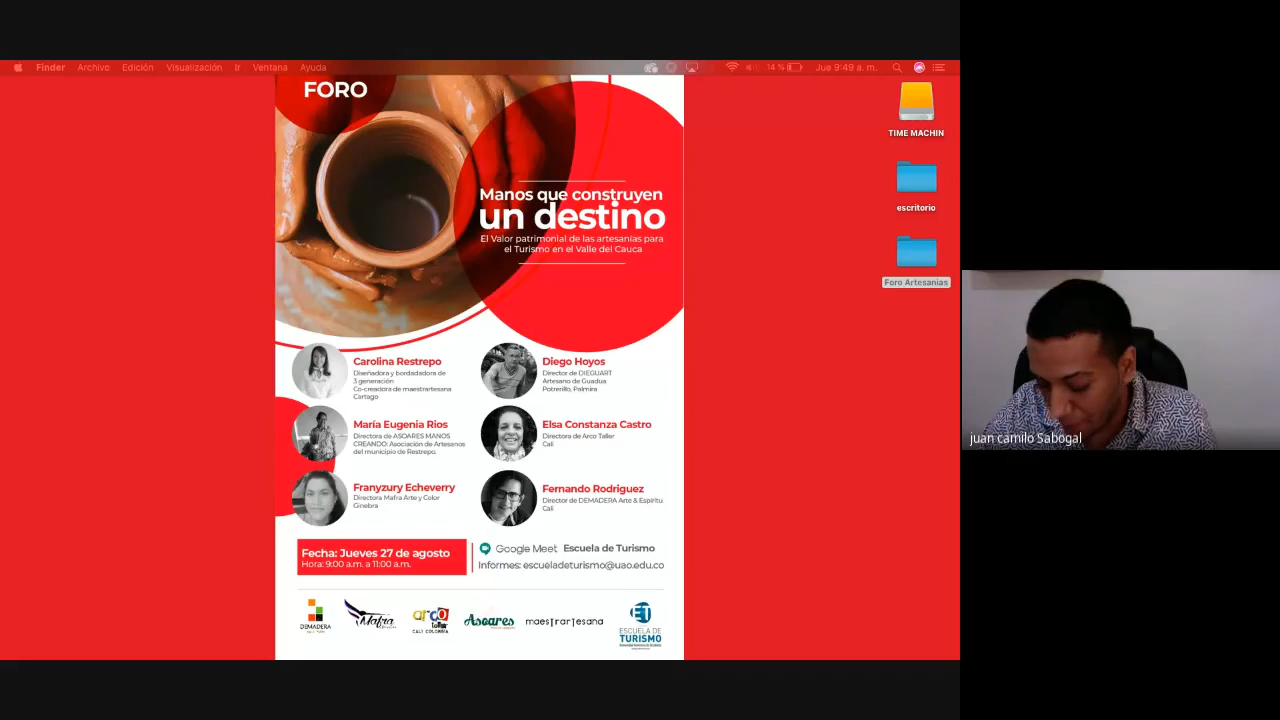 Finder Archivo Edición Visualización Ir Ventana Ayuda
14 % Jue 9:49 a. m.
TIME MACHIN
escritorio
Foro Artesanias
FORO
Manos que construyen
un destino
El Valor patrimonial de las artesanías para
el Turismo en el Valle del Cauca
Carolina Restrepo
Diseñadora y bordadadora de
3 generación
Co-creadora de maestrartesana
Cartago
Diego Hoyos
Director de DIEGUART
Artesano de Guadua
Potrerillo, Palmira
María Eugenia Rios
Directora de ASOARES MANOS
CREANDO: Asociación de Artesanos
del municipio de Restrepo.
Elsa Constanza Castro
Directora de Arco Taller
Cali
Franyzury Echeverry
Directora Mafra Arte y Color
Ginebra
Fernando Rodriguez
Director de DEMADERA Arte & Espíritu
Cali
Fecha: Jueves 27 de agosto
Hora: 9:00 a.m. a 11:00 a.m.
Google Meet Escuela de Turismo
Informes: escueladeturismo@uao.edu.co
DEMADERA
Mafra
arco
taller
CALI COLOMBIA
Asoares
maestrartesana
ET
ESCUELA DE
TURISMO
juan camilo Sabogal